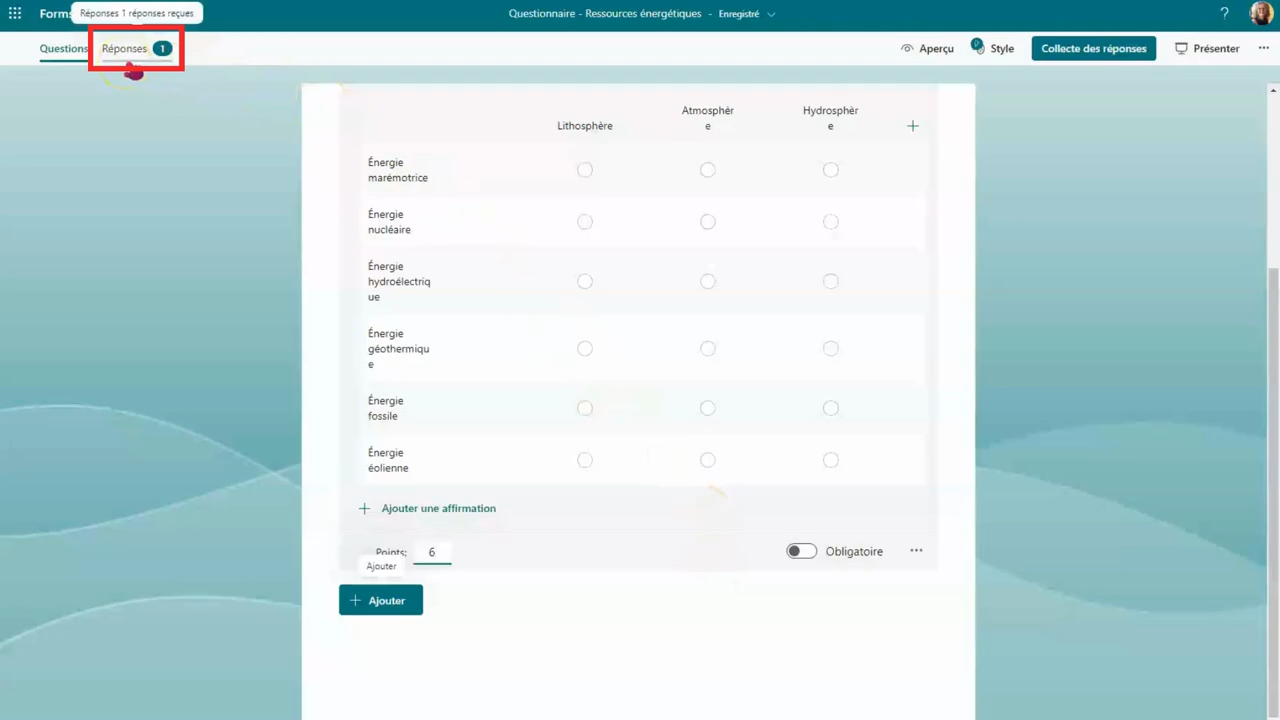 Form
Réponses 1 réponses reçues
Questionnaire - Ressources énergétiques - Enregistré
?
Questions
Réponses 1
Aperçu
Style
Collecte des réponses
Présenter
Lithosphère
Atmosphèr
e
Hydrosphèr
e
Énergie
marémotrice
Énergie
nucléaire
Énergie
hydroélectriq
ue
Énergie
géothermiqu
e
Énergie
fossile
Énergie
éolienne
Ajouter une affirmation
Points: 6
Obligatoire
Ajouter
Ajouter